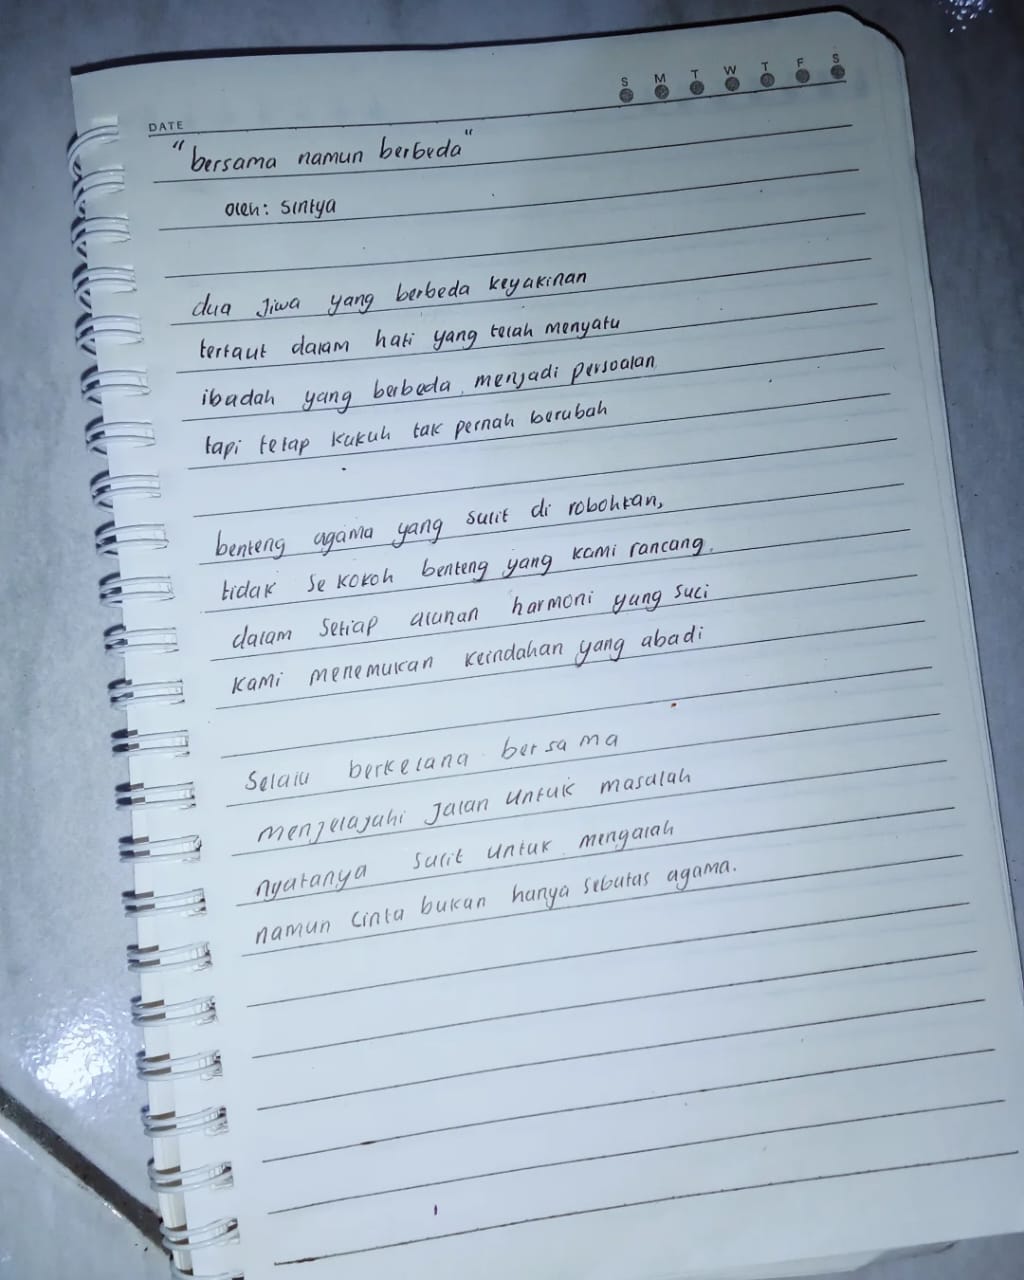 S M T W T F S
DATE
"bersama namun berbeda"
oleh: Sintya
dua Jiwa yang berbeda keyakinan
tertaut dalam hati yang telah menyatu
ibadah yang berbeda, menjadi persoalan
tapi tetap kukuh tak pernah berubah
benteng agama yang sulit di robohkan,
tidak se kokoh benteng yang kami rancang.
dalam setiap alunan harmoni yang suci
kami menemukan keindahan yang abadi
Selalu berkelana bersama
menjelajahi Jalan untuk masalah
nyatanya sulit untuk mengalah
namun cinta bukan hanya sebatas agama.